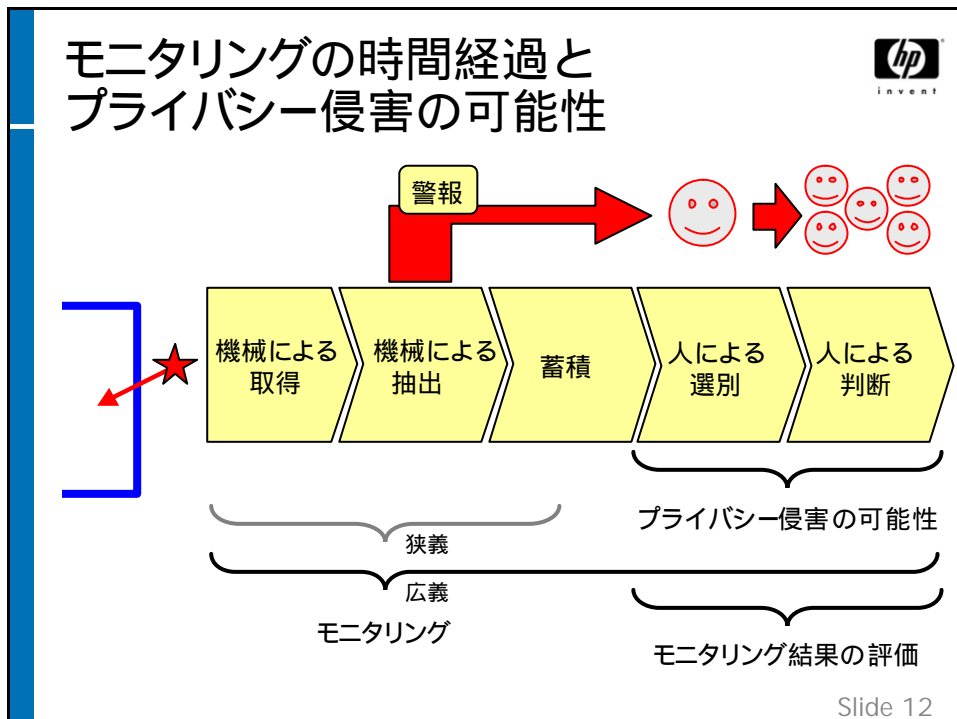 モニタリングの時間経過と
プライバシー侵害の可能性
hp
invent
警報
機械による
取得
機械による
抽出
蓄積
人による
選別
人による
判断
プライバシー侵害の可能性
狭義
広義
モニタリング
モニタリング結果の評価
Slide 12